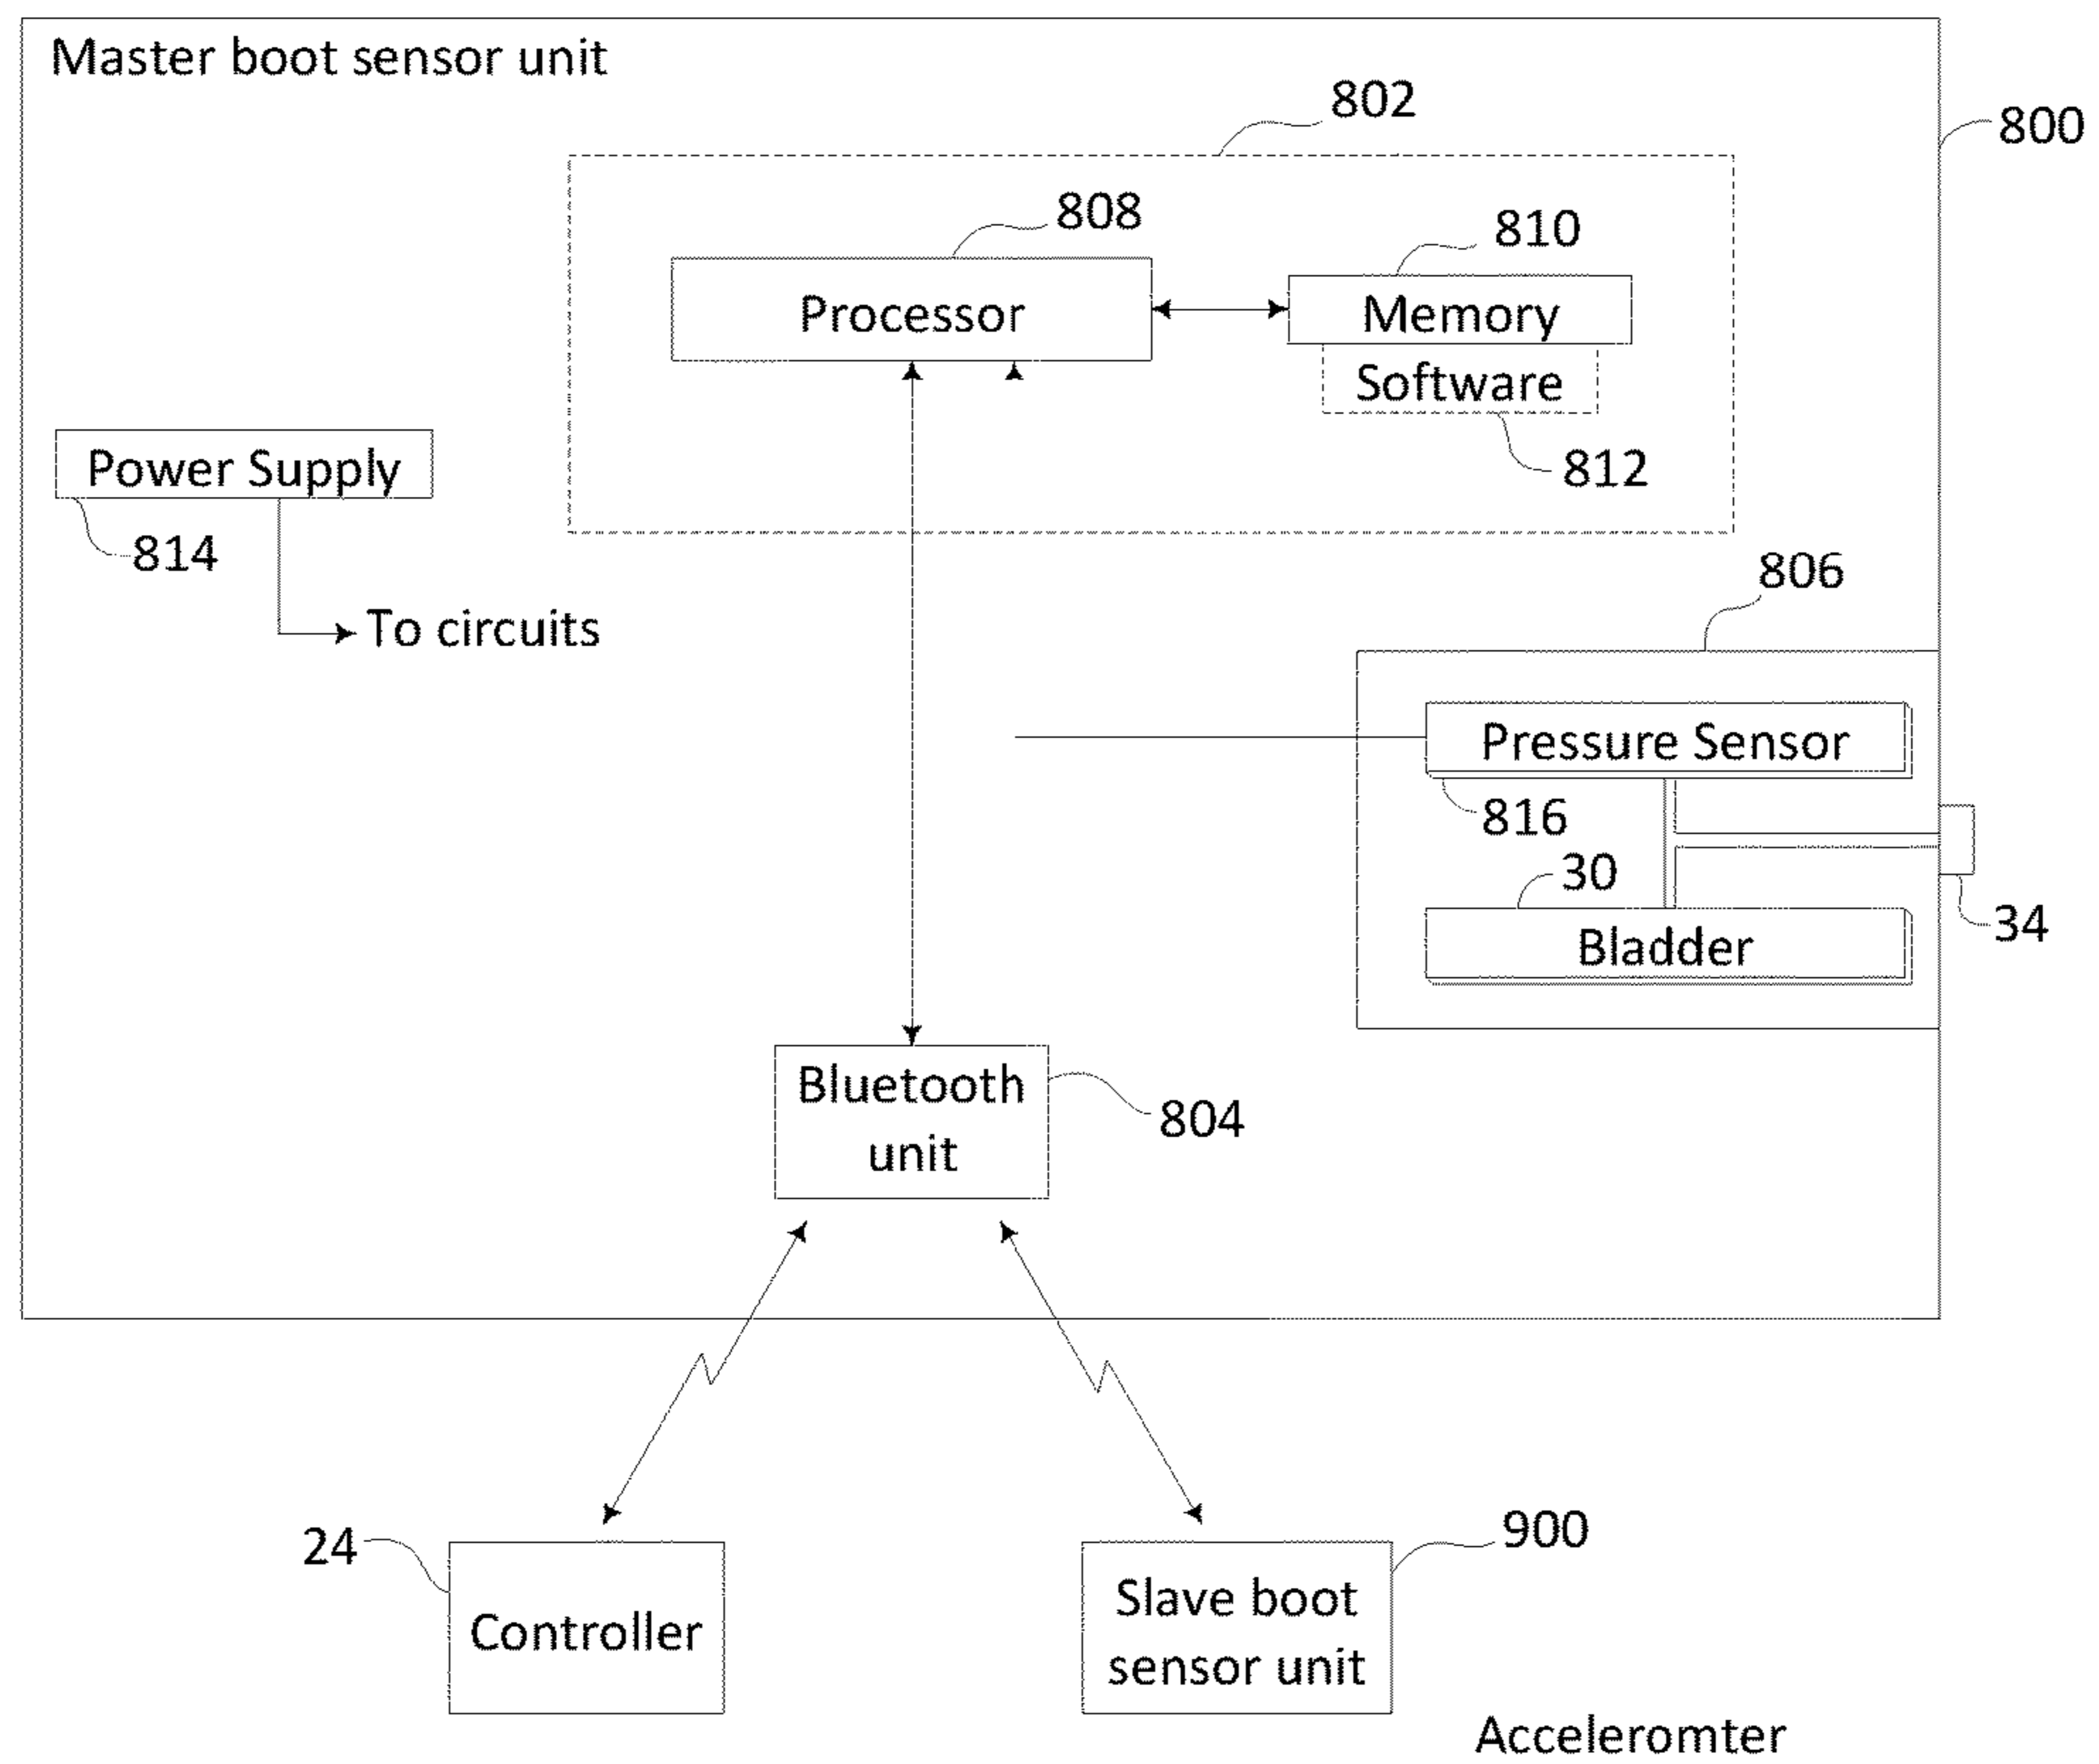 Master boot sensor unit
802
800
808
810
Processor
Memory
Software
812
Power Supply
814
To circuits
806
Pressure Sensor
816
30
34
Bladder
Bluetooth
unit
804
24
900
Controller
Slave boot
sensor unit
Acceleromter